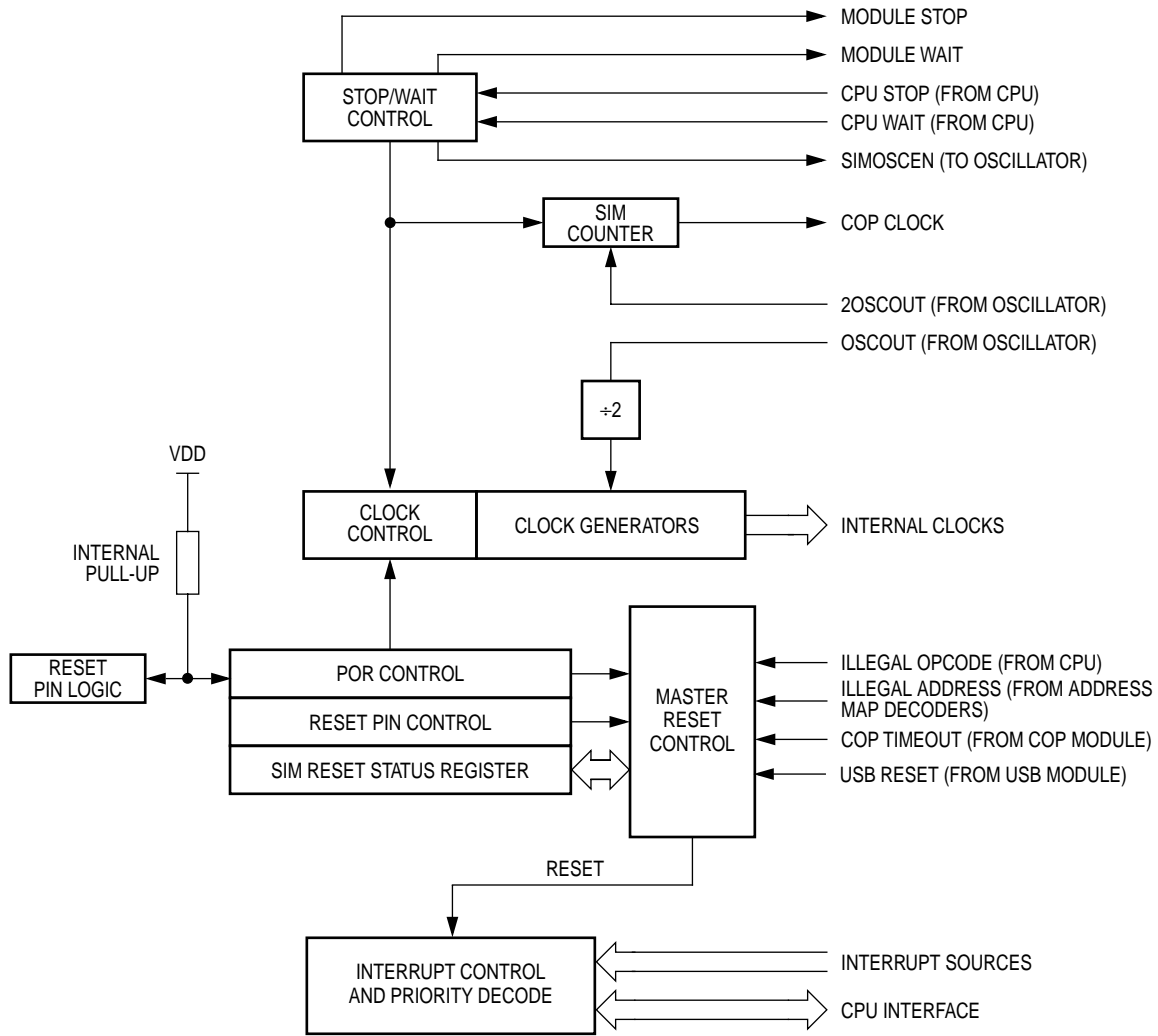 MODULE STOP
MODULE WAIT
STOP/WAIT
CONTROL
CPU STOP (FROM CPU)
CPU WAIT (FROM CPU)
SIMOSCEN (TO OSCILLATOR)
SIM
COUNTER
COP CLOCK
2OSCOUT (FROM OSCILLATOR)
OSCOUT (FROM OSCILLATOR)
÷2
VDD
CLOCK
CONTROL
CLOCK GENERATORS
INTERNAL CLOCKS
INTERNAL
PULL-UP
RESET
PIN LOGIC
POR CONTROL
RESET PIN CONTROL
SIM RESET STATUS REGISTER
MASTER
RESET
CONTROL
ILLEGAL OPCODE (FROM CPU)
ILLEGAL ADDRESS (FROM ADDRESS
MAP DECODERS)
COP TIMEOUT (FROM COP MODULE)
USB RESET (FROM USB MODULE)
RESET
INTERRUPT CONTROL
AND PRIORITY DECODE
INTERRUPT SOURCES
CPU INTERFACE